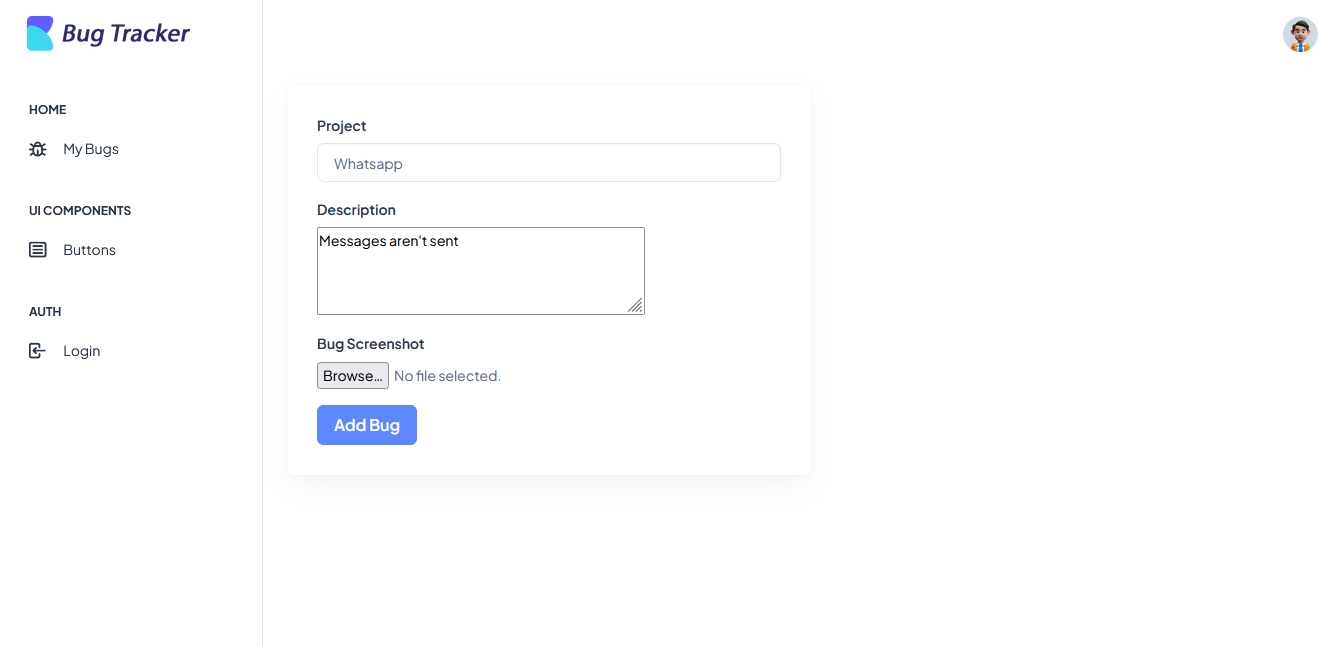 Bug Tracker
HOME
My Bugs
UI COMPONENTS
Buttons
AUTH
Login
Project
Whatsapp
Description
Messages aren't sent
Bug Screenshot
Browse... No file selected.
Add Bug